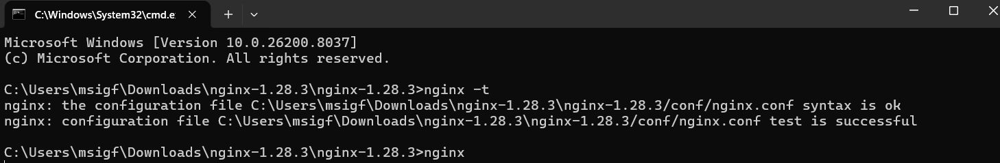 C:\Windows\System32\cmd.e
Microsoft Windows [Version 10.0.26200.8037]
(c) Microsoft Corporation. All rights reserved.
C:\Users\msigf\Downloads\nginx-1.28.3\nginx-1.28.3>nginx -t
nginx: the configuration file C:\Users\msigf\Downloads\nginx-1.28.3\nginx-1.28.3/conf/nginx.conf syntax is ok
nginx: configuration file C:\Users\msigf\Downloads\nginx-1.28.3\nginx-1.28.3/conf/nginx.conf test is successful
C:\Users\msigf\Downloads\nginx-1.28.3\nginx-1.28.3>nginx